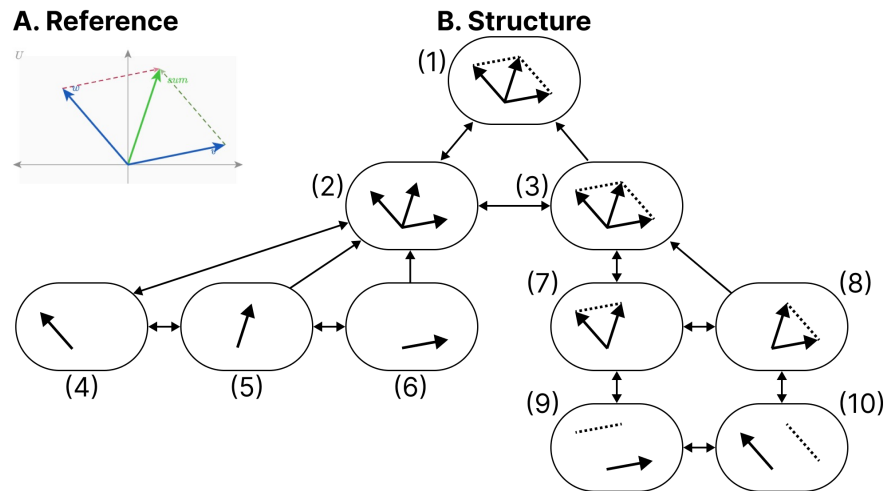 A. Reference
B. Structure
U
w
sum
v
(1)
(2)
(3)
(4)
(5)
(6)
(7)
(8)
(9)
(10)